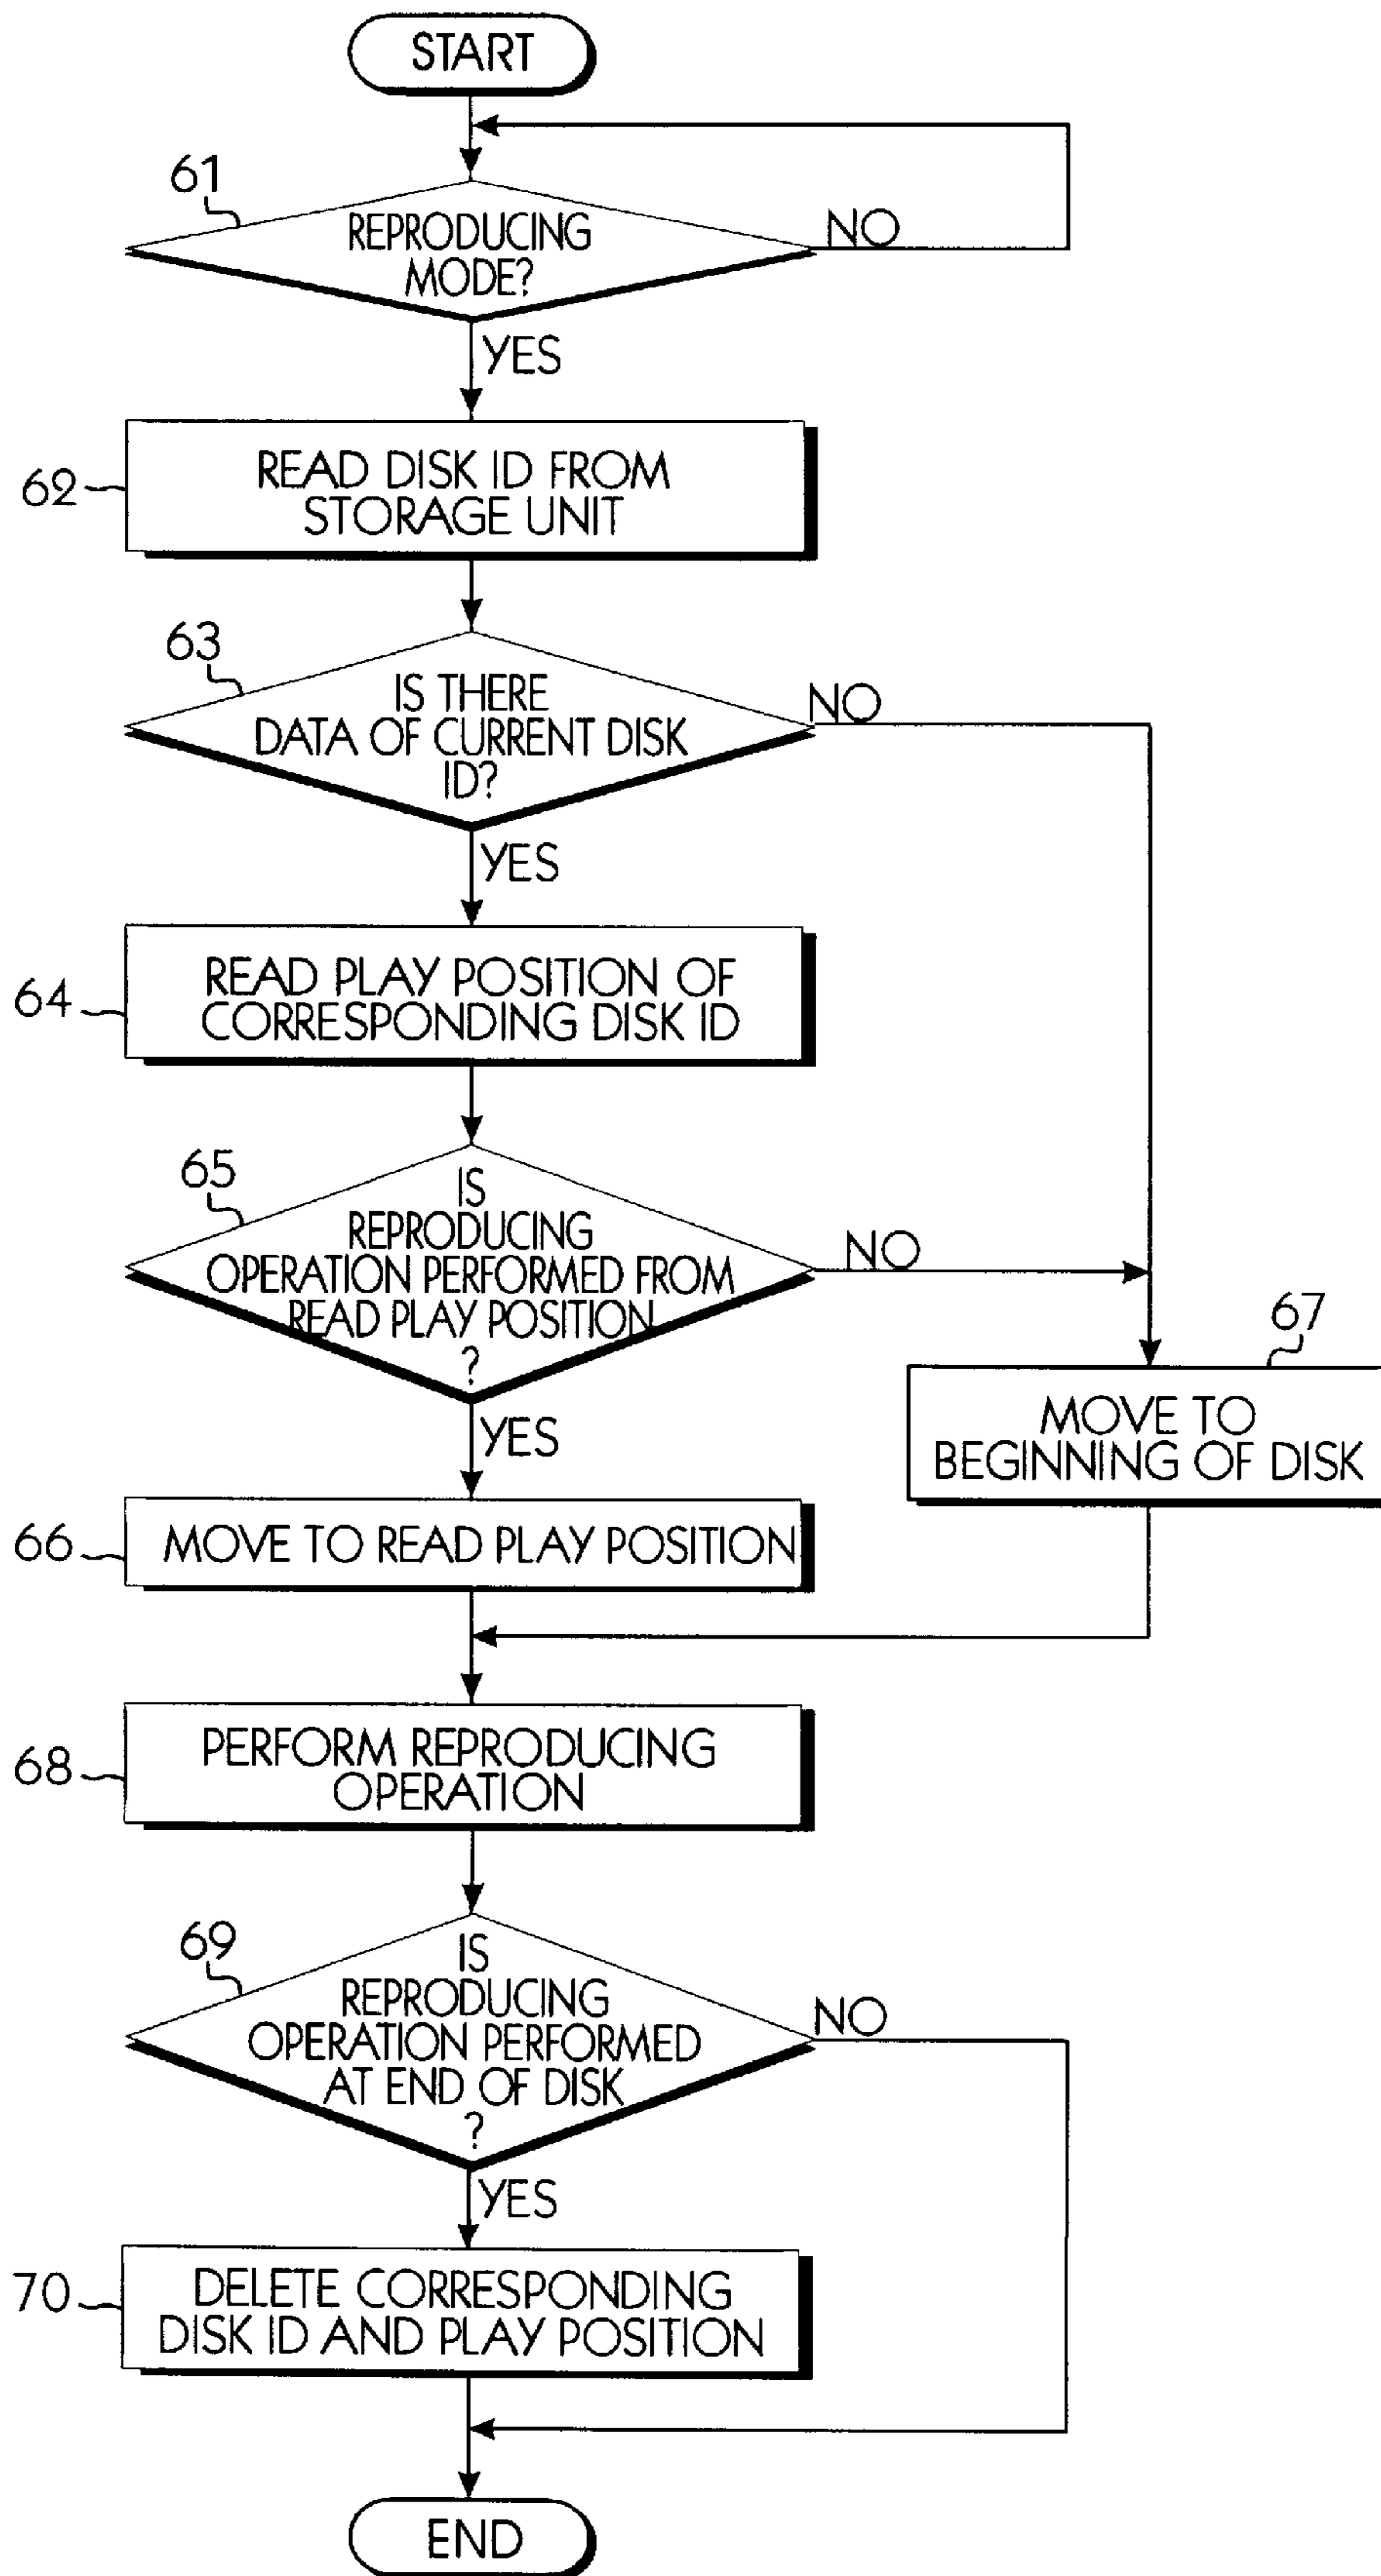 START
61
REPRODUCING
MODE?
NO
YES
62
READ DISK ID FROM
STORAGE UNIT
63
IS THERE
DATA OF CURRENT DISK
ID?
NO
YES
64
READ PLAY POSITION OF
CORRESPONDING DISK ID
65
IS
REPRODUCING
OPERATION PERFORMED FROM
READ PLAY POSITION
?
NO
YES
67
MOVE TO
BEGINNING OF DISK
66
MOVE TO READ PLAY POSITION
68
PERFORM REPRODUCING
OPERATION
69
IS
REPRODUCING
OPERATION PERFORMED
AT END OF DISK
?
NO
YES
70
DELETE CORRESPONDING
DISK ID AND PLAY POSITION
END